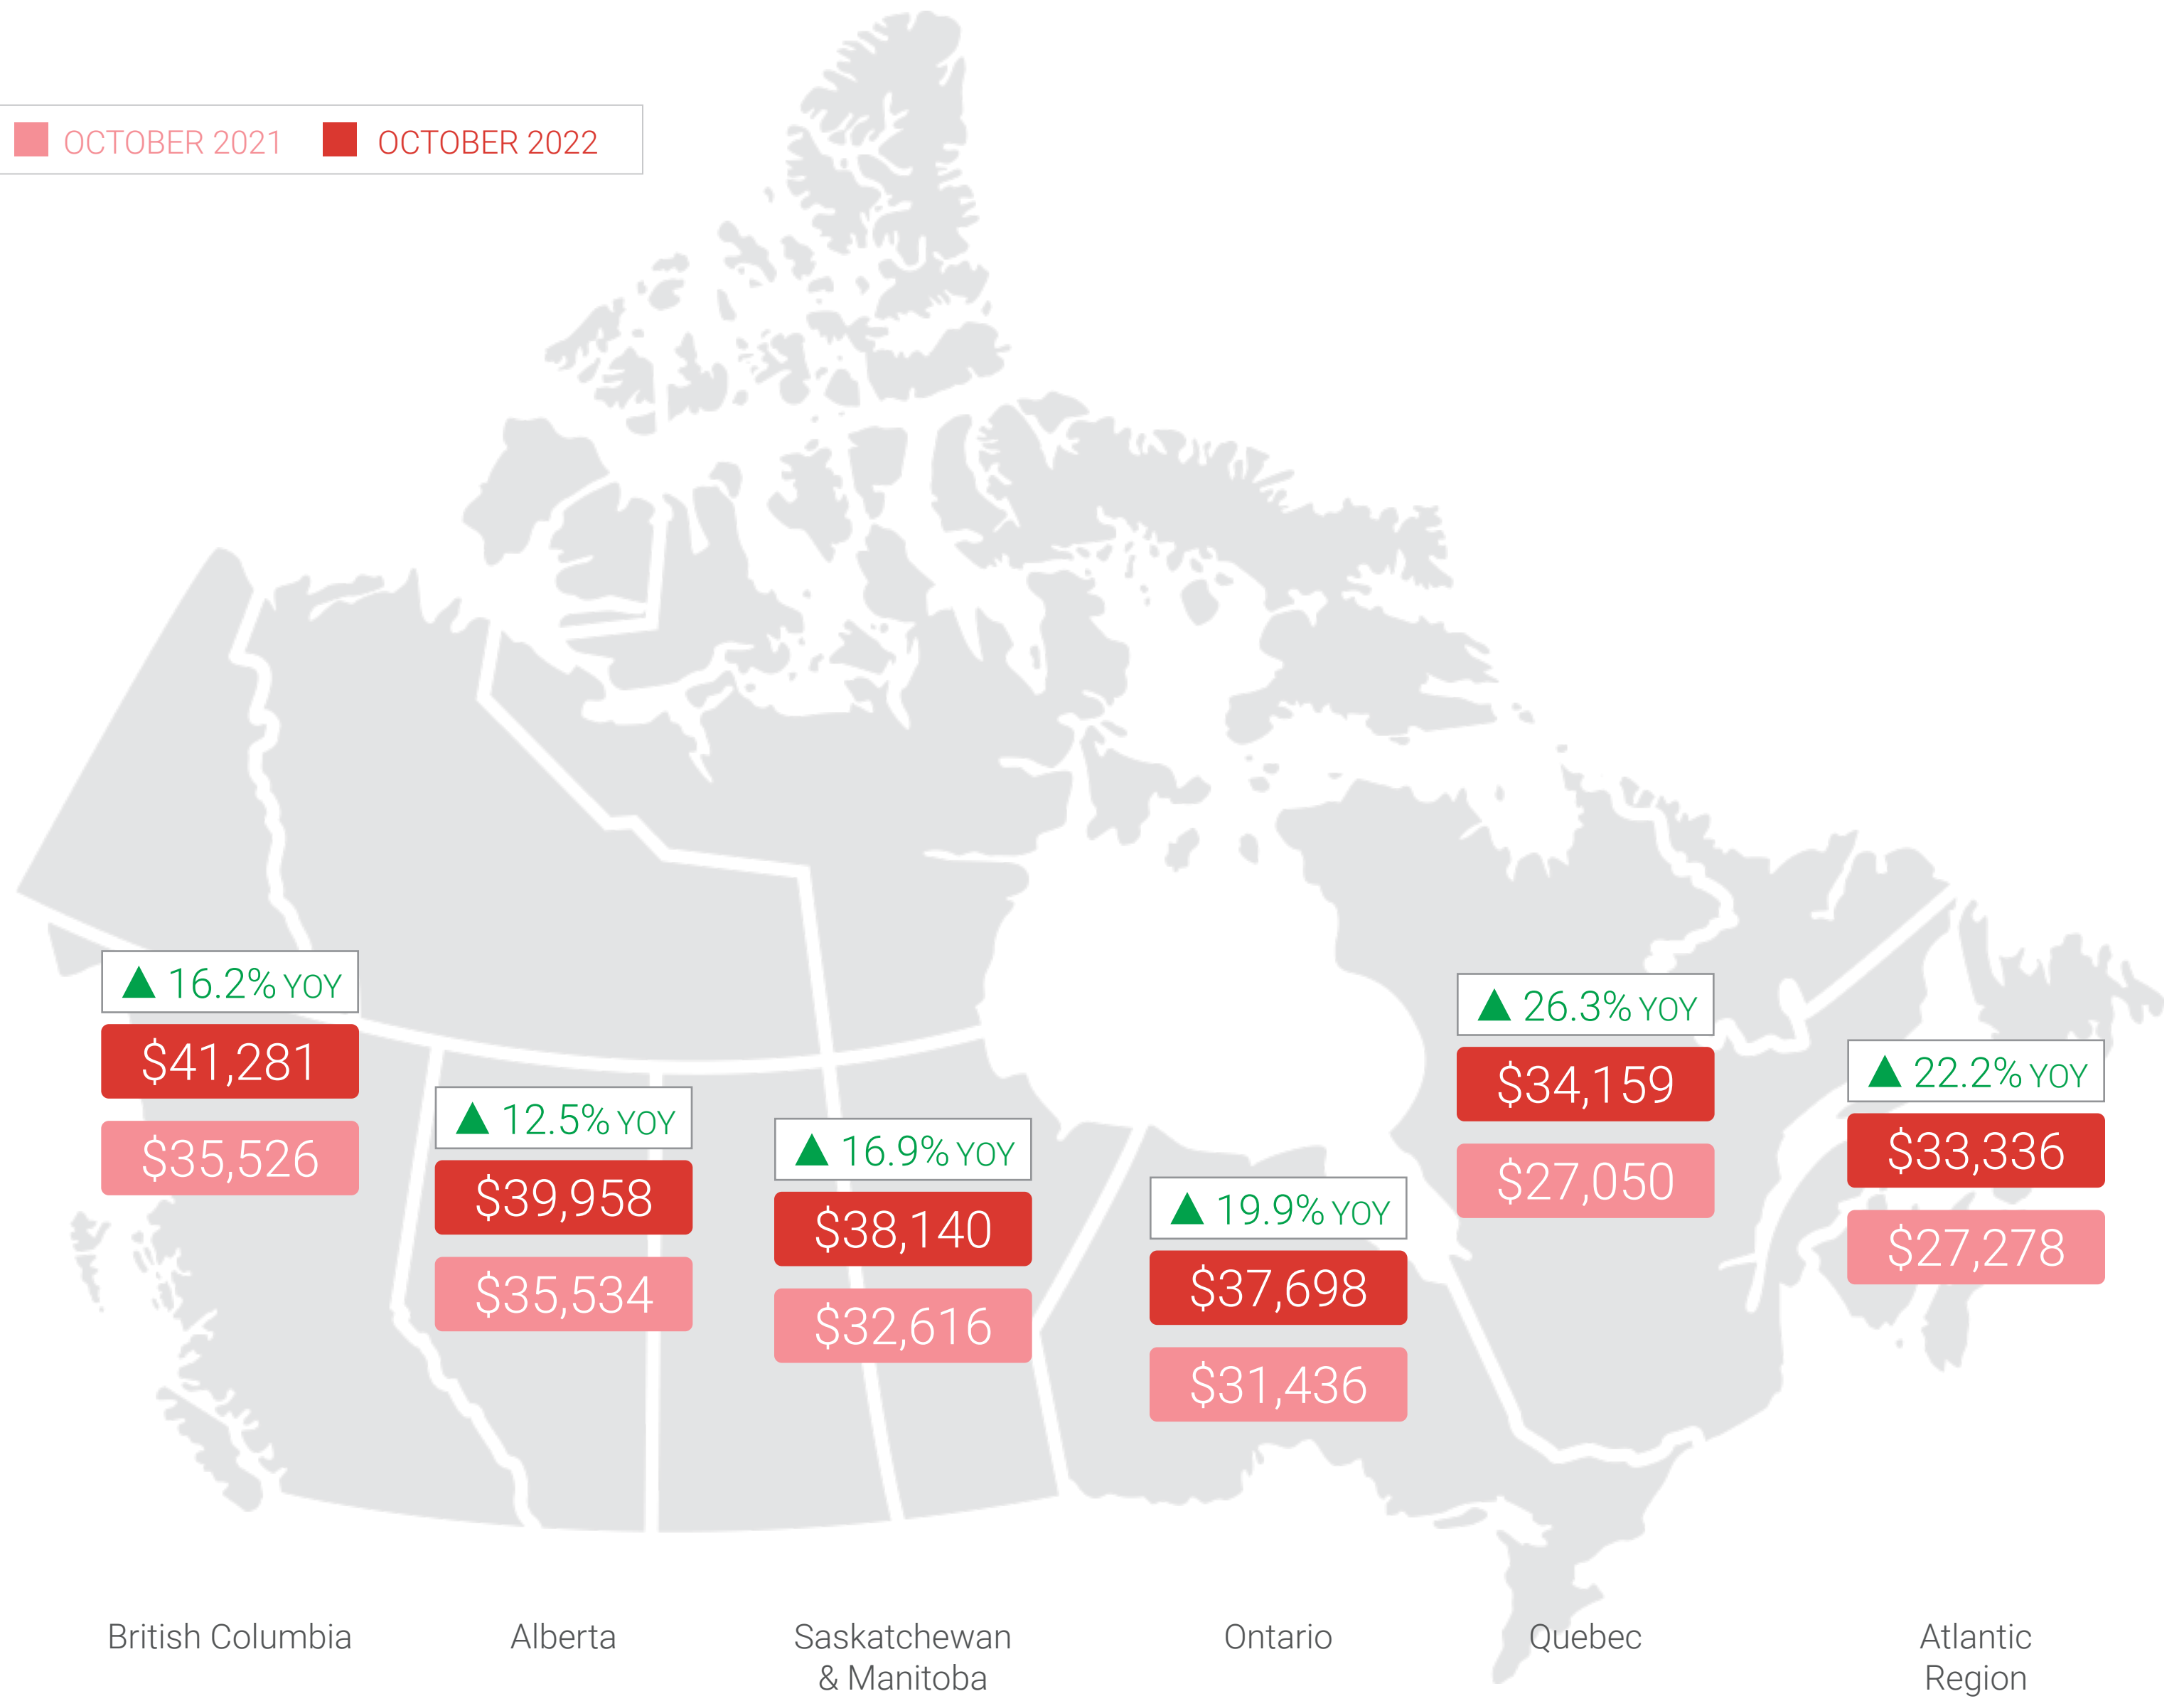 OCTOBER 2021
OCTOBER 2022
16.2% YOY
$41,281
$35,526
12.5% YOY
$39,958
$35,534
16.9% YOY
$38,140
$32,616
19.9% YOY
$37,698
$31,436
26.3% YOY
$34,159
$27,050
22.2% YOY
$33,336
$27,278
British Columbia
Alberta
Saskatchewan
& Manitoba
Ontario
Quebec
Atlantic
Region